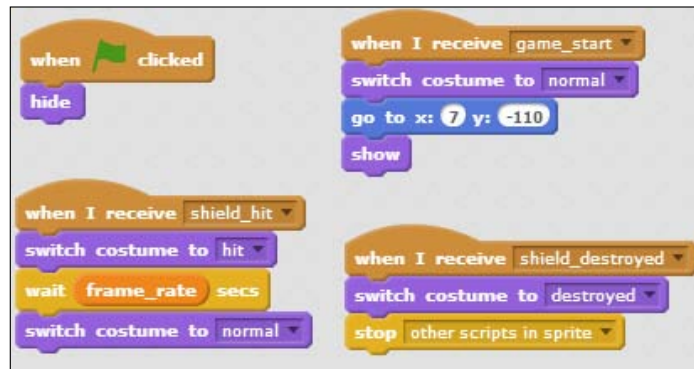 when clicked
hide
when I receive game_start
switch costume to normal
go to x: 7 y: -110
show
when I receive shield_hit
switch costume to hit
wait frame_rate secs
switch costume to normal
when I receive shield_destroyed
switch costume to destroyed
stop other scripts in sprite